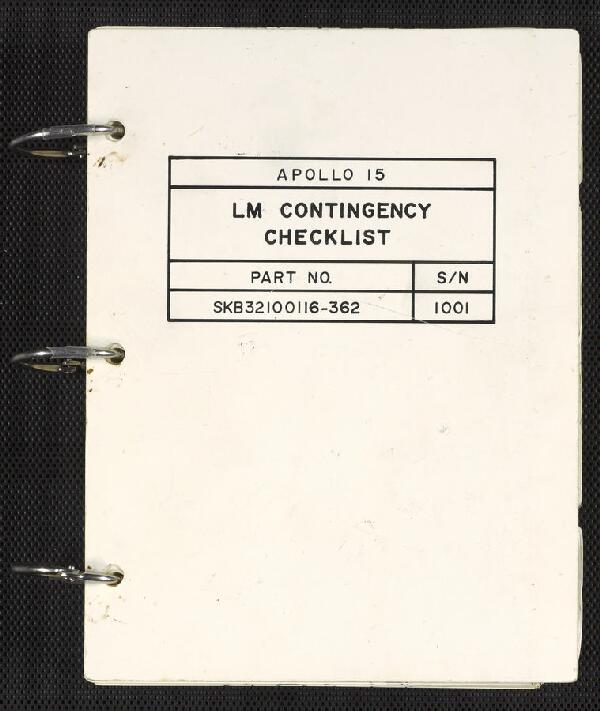 APOLLO 15
LM CONTINGENCY
CHECKLIST
PART NO. S/N
SKB32100116-362 1001